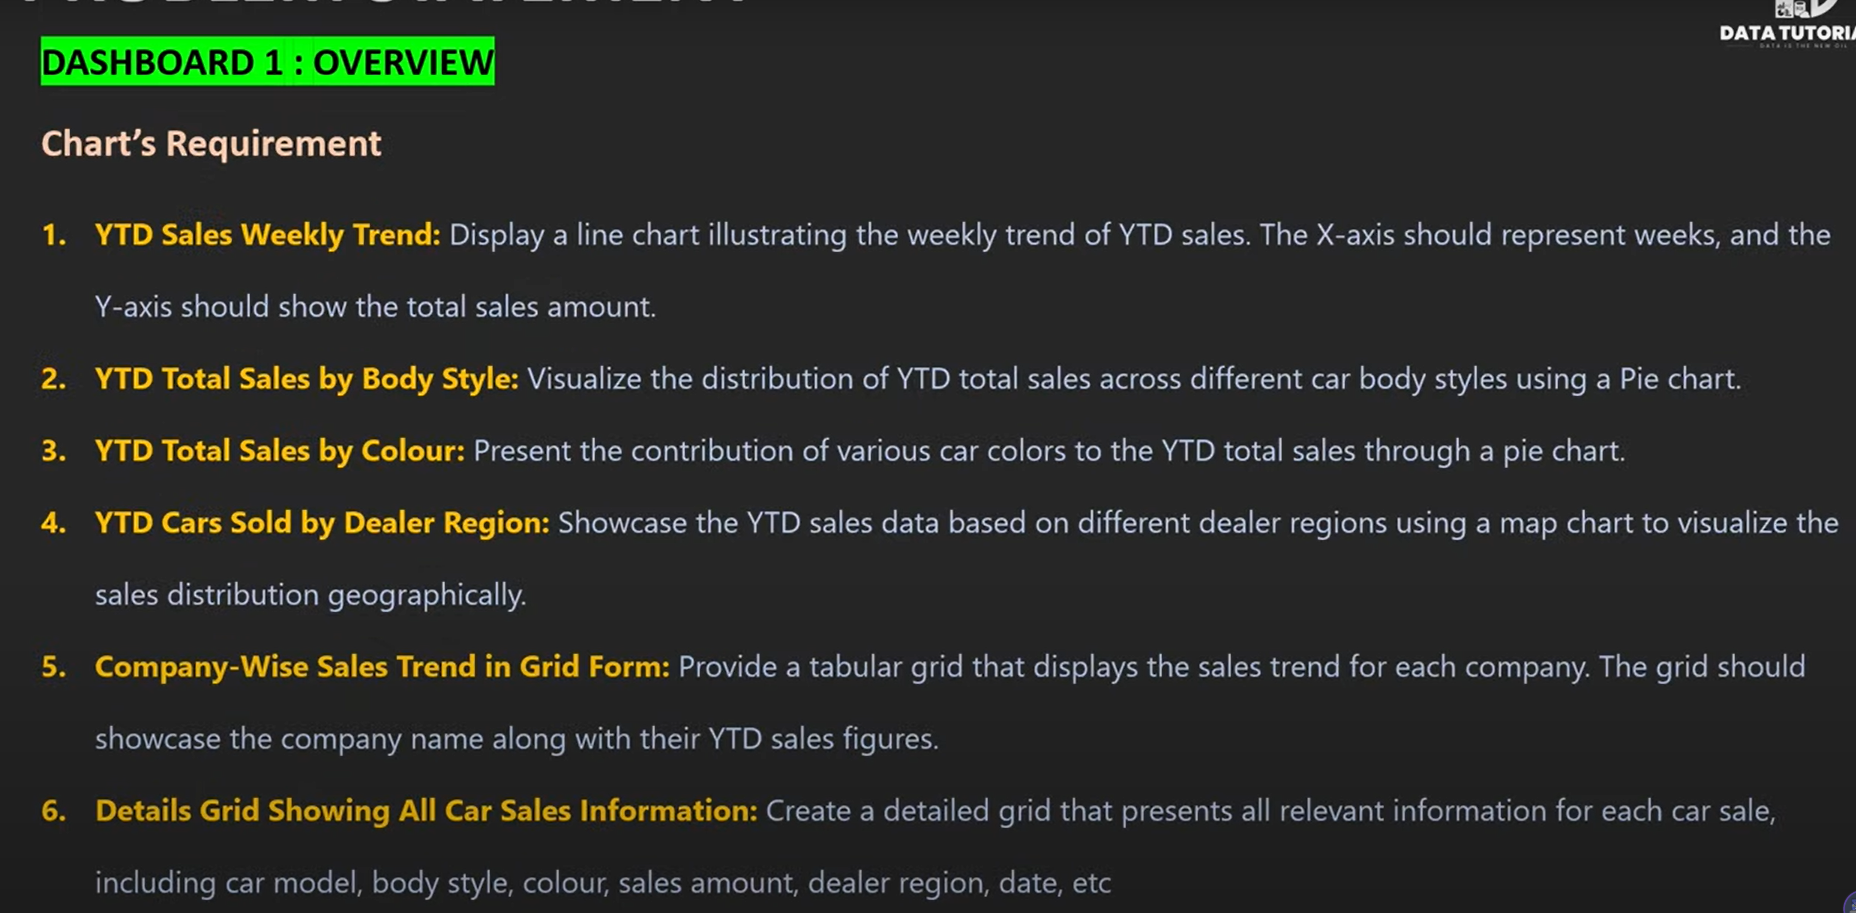 PROBLEM STATEMENT
DATA TUTORIA
DATA IS THE NEW OIL
DASHBOARD 1 : OVERVIEW
Chart’s Requirement
1. YTD Sales Weekly Trend: Display a line chart illustrating the weekly trend of YTD sales. The X-axis should represent weeks, and the
Y-axis should show the total sales amount.
2. YTD Total Sales by Body Style: Visualize the distribution of YTD total sales across different car body styles using a Pie chart.
3. YTD Total Sales by Colour: Present the contribution of various car colors to the YTD total sales through a pie chart.
4. YTD Cars Sold by Dealer Region: Showcase the YTD sales data based on different dealer regions using a map chart to visualize the
sales distribution geographically.
5. Company-Wise Sales Trend in Grid Form: Provide a tabular grid that displays the sales trend for each company. The grid should
showcase the company name along with their YTD sales figures.
6. Details Grid Showing All Car Sales Information: Create a detailed grid that presents all relevant information for each car sale,
including car model, body style, colour, sales amount, dealer region, date, etc